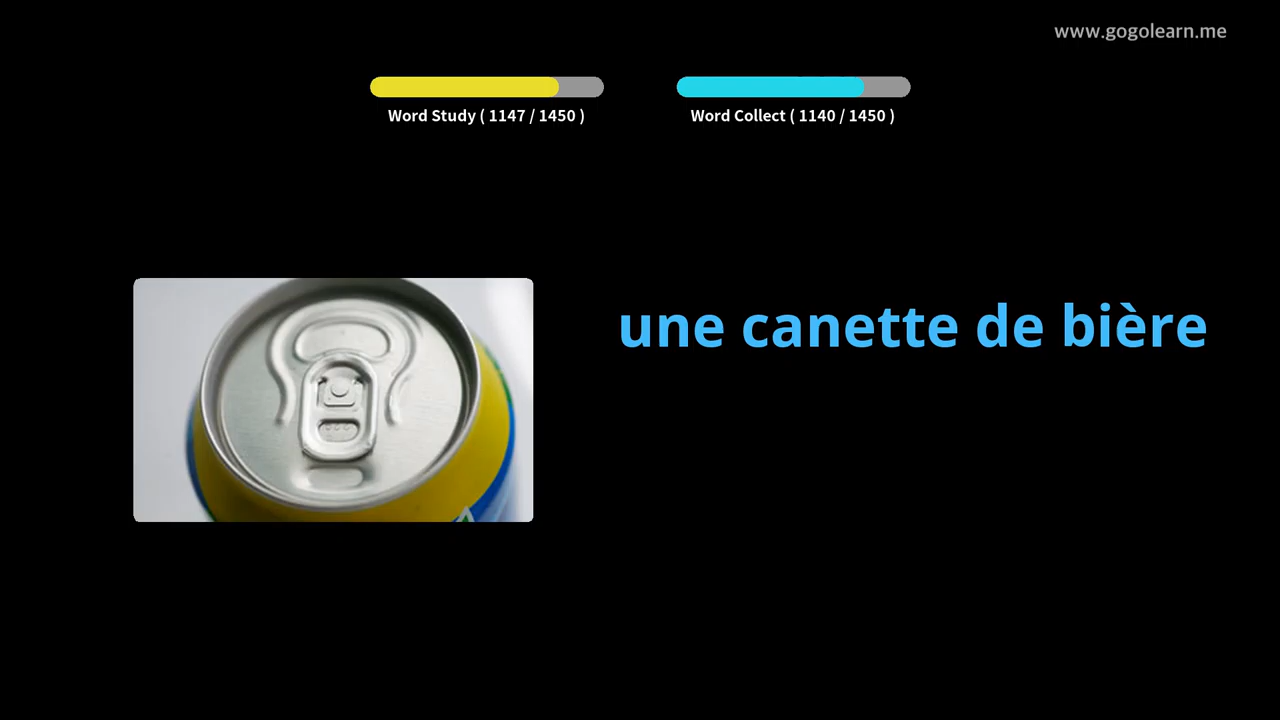 www.gogolearn.me
Word Study ( 1147 / 1450 )
Word Collect ( 1140 / 1450 )
une canette de bière